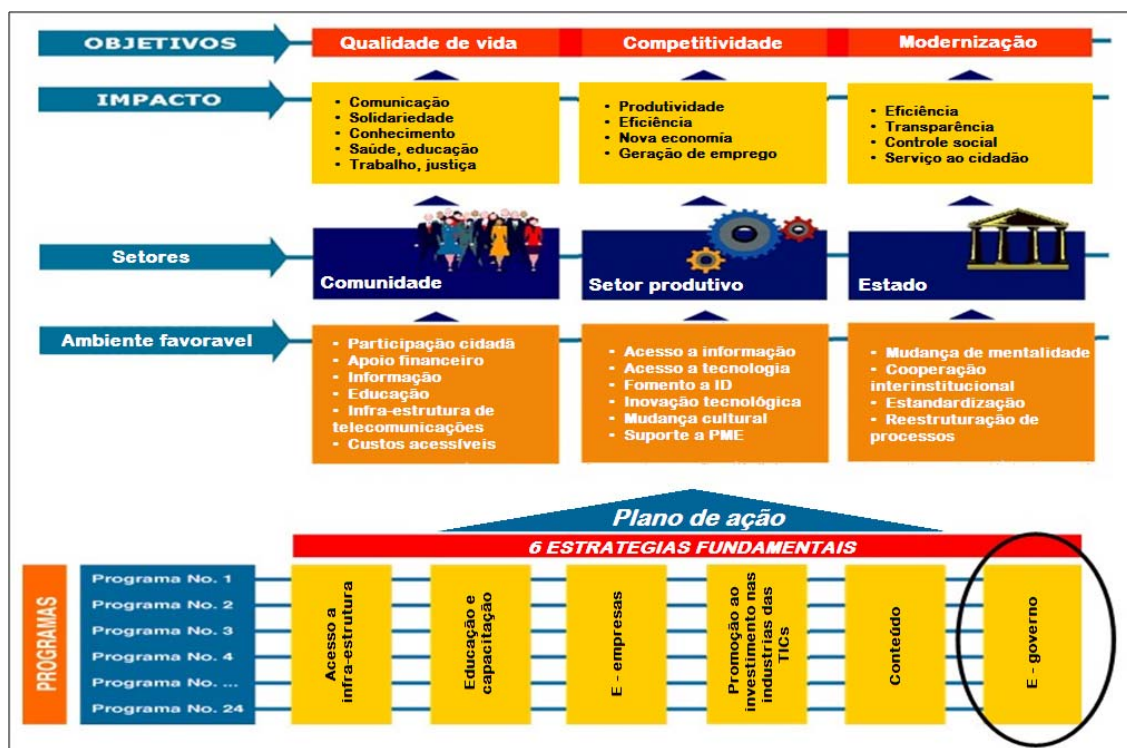 OBJETIVOS
Qualidade de vida
Competitividade
Modernização
IMPACTO
• Comunicação
• Solidariedade
• Conhecimento
• Saúde, educação
• Trabalho, justiça
• Produtividade
• Eficiência
• Nova economía
• Geração de emprego
• Eficiência
• Transparência
• Controle social
• Serviço ao cidadão
Setores
Comunidade
Setor produtivo
Estado
Ambiente favoravel
• Participação cidadã
• Apoio financeiro
• Informação
• Educação
• Infra-estrutura de
telecomunicações
• Custos acessíveis
• Acesso a informação
• Acesso a tecnologia
• Fomento a ID
• Inovação tecnológica
• Mudança cultural
• Suporte a PME
• Mudança de mentalidade
• Cooperação
interinstitucional
• Estandardização
• Reestruturação de
processos
Plano de ação
6 ESTRATEGIAS FUNDAMENTAIS
PROGRAMAS
Programa No. 1
Programa No. 2
Programa No. 3
Programa No. 4
Programa No. ...
Programa No. 24
Acesso a
infra-estrutura
Educação e
capacitação
E - empresas
Promoção ao
investimento nas
industrias das
TICs
Conteúdo
E - governo